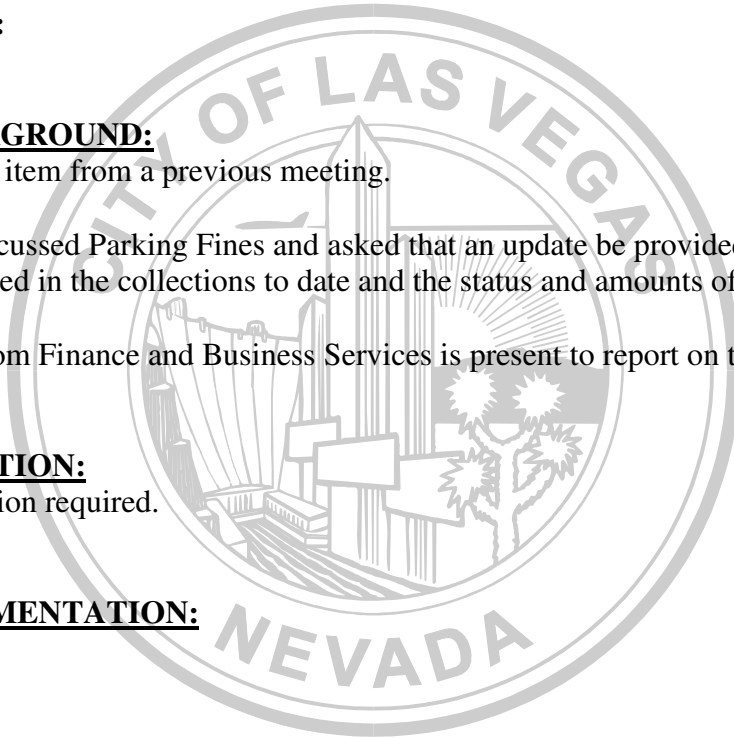 :
CITY OF LAS VEGAS
GROUND:
item from a previous meeting.
cussed Parking Fines and asked that an update be provided
ed in the collections to date and the status and amounts of
om Finance and Business Services is present to report on t
TION:
ion required.
MENTATION:
NEVADA